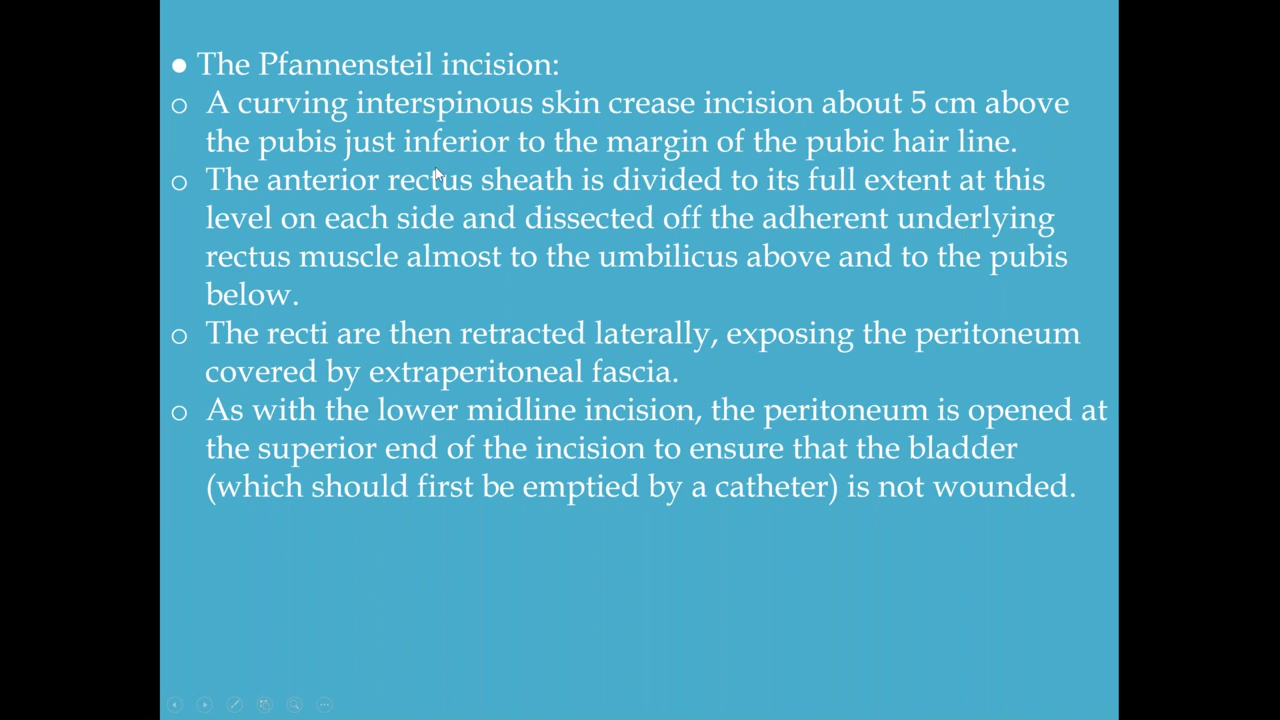 ● The Pfannensteil incision:
o A curving interspinous skin crease incision about 5 cm above
the pubis just inferior to the margin of the pubic hair line.
o The anterior rectus sheath is divided to its full extent at this
level on each side and dissected off the adherent underlying
rectus muscle almost to the umbilicus above and to the pubis
below.
o The recti are then retracted laterally, exposing the peritoneum
covered by extraperitoneal fascia.
o As with the lower midline incision, the peritoneum is opened at
the superior end of the incision to ensure that the bladder
(which should first be emptied by a catheter) is not wounded.